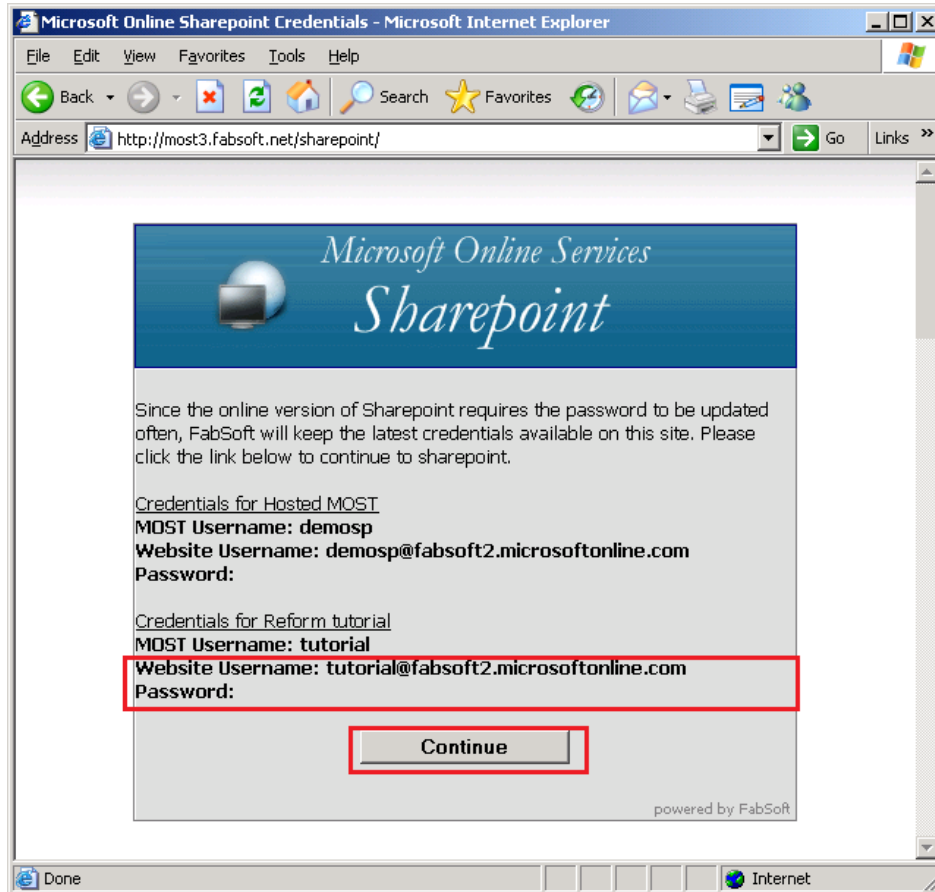 Microsoft Online Sharepoint Credentials - Microsoft Internet Explorer
File Edit View Favorites Tools Help
Back Search Favorites
Address http://most3.fabsoft.net/sharepoint/ Go Links »
Microsoft Online Services
Sharepoint
Since the online version of Sharepoint requires the password to be updated
often, FabSoft will keep the latest credentials available on this site. Please
click the link below to continue to sharepoint.
Credentials for Hosted MOST
MOST Username: demosp
Website Username: demosp@fabsoft2.microsoftonline.com
Password:
Credentials for Reform tutorial
MOST Username: tutorial
Website Username: tutorial@fabsoft2.microsoftonline.com
Password:
Continue
powered by FabSoft
Done Internet